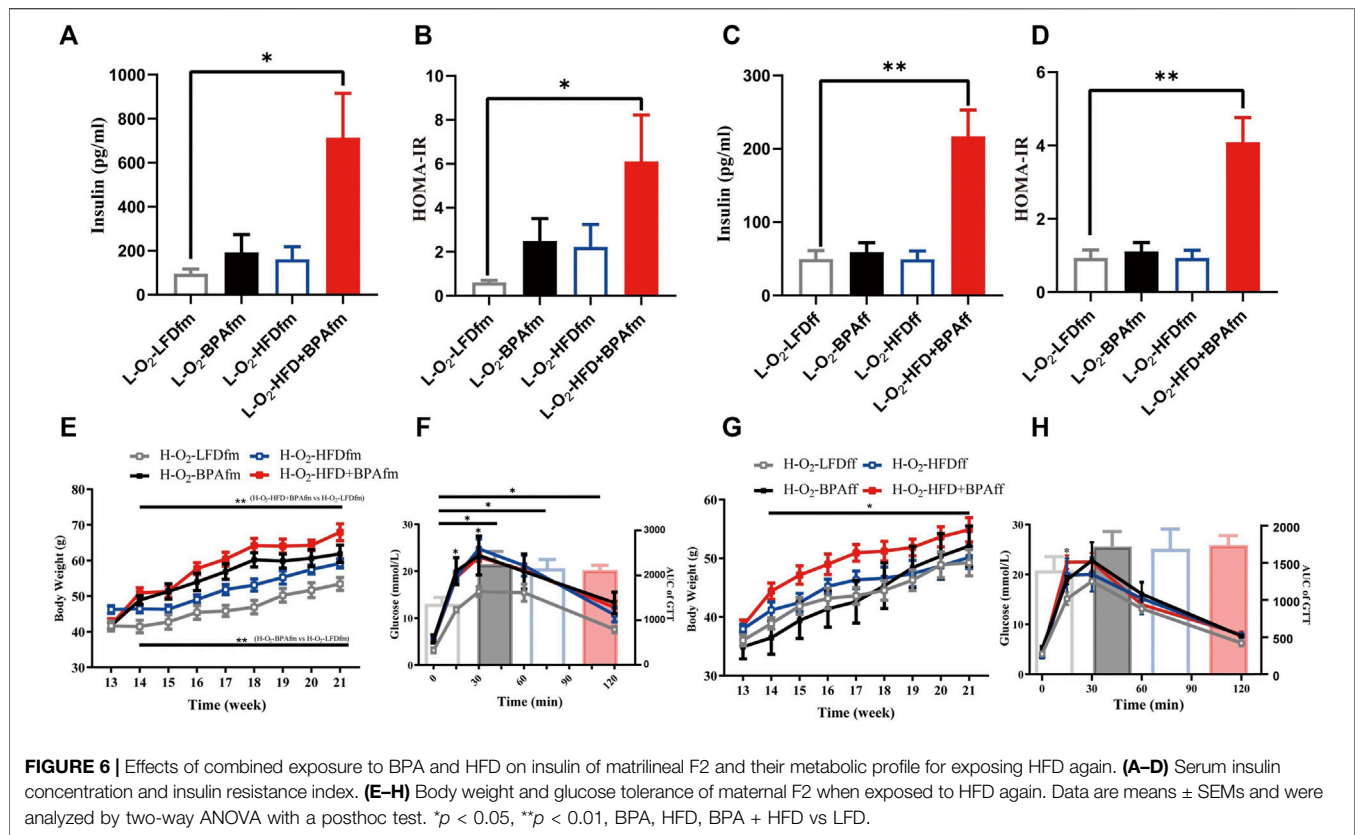 A
B
C
D
*
*
**
**
Insulin (pg/ml)
1000
800
600
400
200
0
L-O2-LFDfm
L-O2-BPAfm
L-O2-HFDfm
L-O2-HFD+BPAfm
HOMA-IR
10
8
6
4
2
0
L-O2-LFDfm
L-O2-BPAfm
L-O2-HFDfm
L-O2-HFD+BPAfm
Insulin (pg/ml)
300
200
100
50
0
L-O2-LFDff
L-O2-BPAff
L-O2-HFDff
L-O2-HFD+BPAff
HOMA-IR
6
4
2
0
L-O2-LFDfm
L-O2-BPAfm
L-O2-HFDfm
L-O2-HFD+BPAfm
E
F
G
H
H-O2-LFDfm
H-O2-HFDfm
H-O2-BPAfm
H-O2-HFD+BPAfm
** (H-O2-HFD+BPAfm vs H-O2-LFDfm)
** (H-O2-BPAfm vs H-O2-LFDfm)
Body Weight (g)
80
70
60
50
40
30
13 14 15 16 17 18 19 20 21
Time (week)
*
*
*
* *
Glucose (mmol/L)
30
20
10
0
0 30 60 90 120
Time (min)
3000
2000
1000
0
AUC of GTT
H-O2-LFDff
H-O2-HFDff
H-O2-BPAff
H-O2-HFD+BPAff
*
Body Weight (g)
60
50
40
30
13 14 15 16 17 18 19 20 21
Time (week)
*
Glucose (mmol/L)
30
20
10
0
0 30 60 90 120
Time (min)
2000
1500
1000
500
0
AUC of GTT
FIGURE 6 | Effects of combined exposure to BPA and HFD on insulin of matrilineal F2 and their metabolic profile for exposing HFD again. (A–D) Serum insulin
concentration and insulin resistance index. (E–H) Body weight and glucose tolerance of maternal F2 when exposed to HFD again. Data are means ± SEMs and were
analyzed by two-way ANOVA with a posthoc test. *p < 0.05, **p < 0.01, BPA, HFD, BPA + HFD vs LFD.